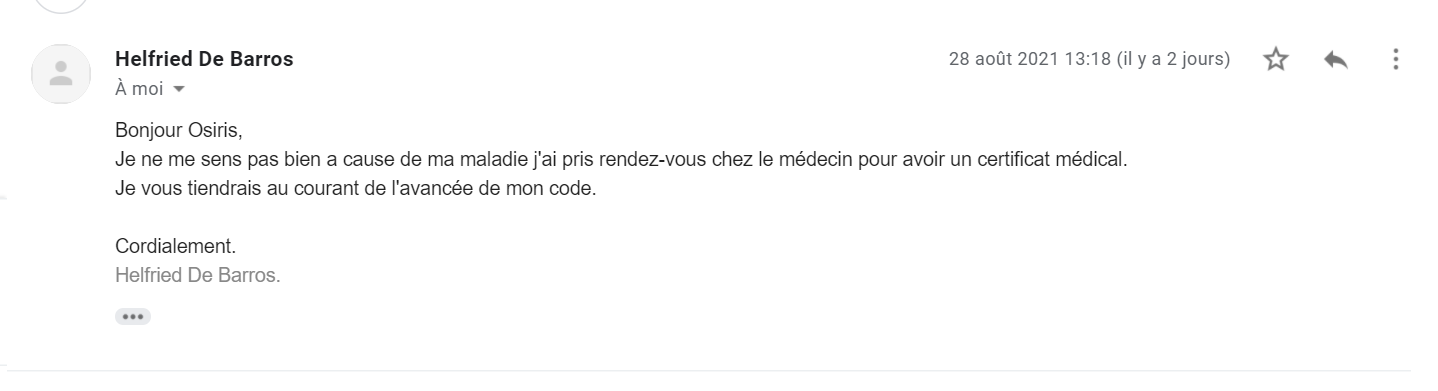 Helfried De Barros
28 août 2021 13:18 (il y a 2 jours)
À moi
Bonjour Osiris,
Je ne me sens pas bien a cause de ma maladie j'ai pris rendez-vous chez le médecin pour avoir un certificat médical.
Je vous tiendrais au courant de l'avancée de mon code.
Cordialement.
Helfried De Barros.